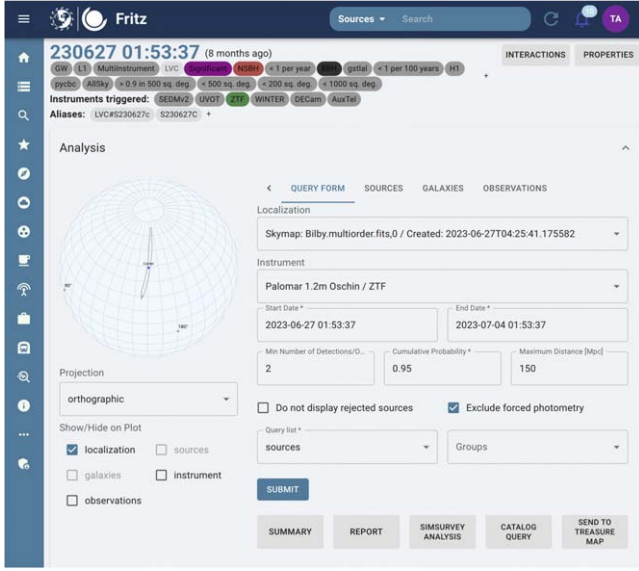 Fritz
Sources
Search
10
TA
230627 01:53:37 (8 months ago)
INTERACTIONS
PROPERTIES
GW L1 MultiInstrument LVC Significant NSBH < 1 per year gstlal < 1 per 100 years H1
pycbc AllSky > 0.9 in 500 sq. deg. < 500 sq. deg. < 200 sq. deg. < 1000 sq. deg.
+
Instruments triggered: SEDMv2 UVOT ZTF WINTER DECam AuxTel
Aliases: LVC#S230627c S230627C +
Analysis
QUERY FORM SOURCES GALAXIES OBSERVATIONS
Localization
Skymap: Bilby.multiorder.fits,0 / Created: 2023-06-27T04:25:41.175582
Instrument
Palomar 1.2m Oschin / ZTF
Start Date *
2023-06-27 01:53:37
End Date *
2023-07-04 01:53:37
Min Number of Detections/O...
2
Cumulative Probability *
0.95
Maximum Distance [Mpc]
150
180°
Projection
orthographic
Do not display rejected sources
Exclude forced photometry
Show/Hide on Plot
localization
sources
galaxies
instrument
observations
Query list *
sources
Groups
SUBMIT
SUMMARY
REPORT
SIMSURVEY
ANALYSIS
CATALOG
QUERY
SEND TO
TREASURE
MAP